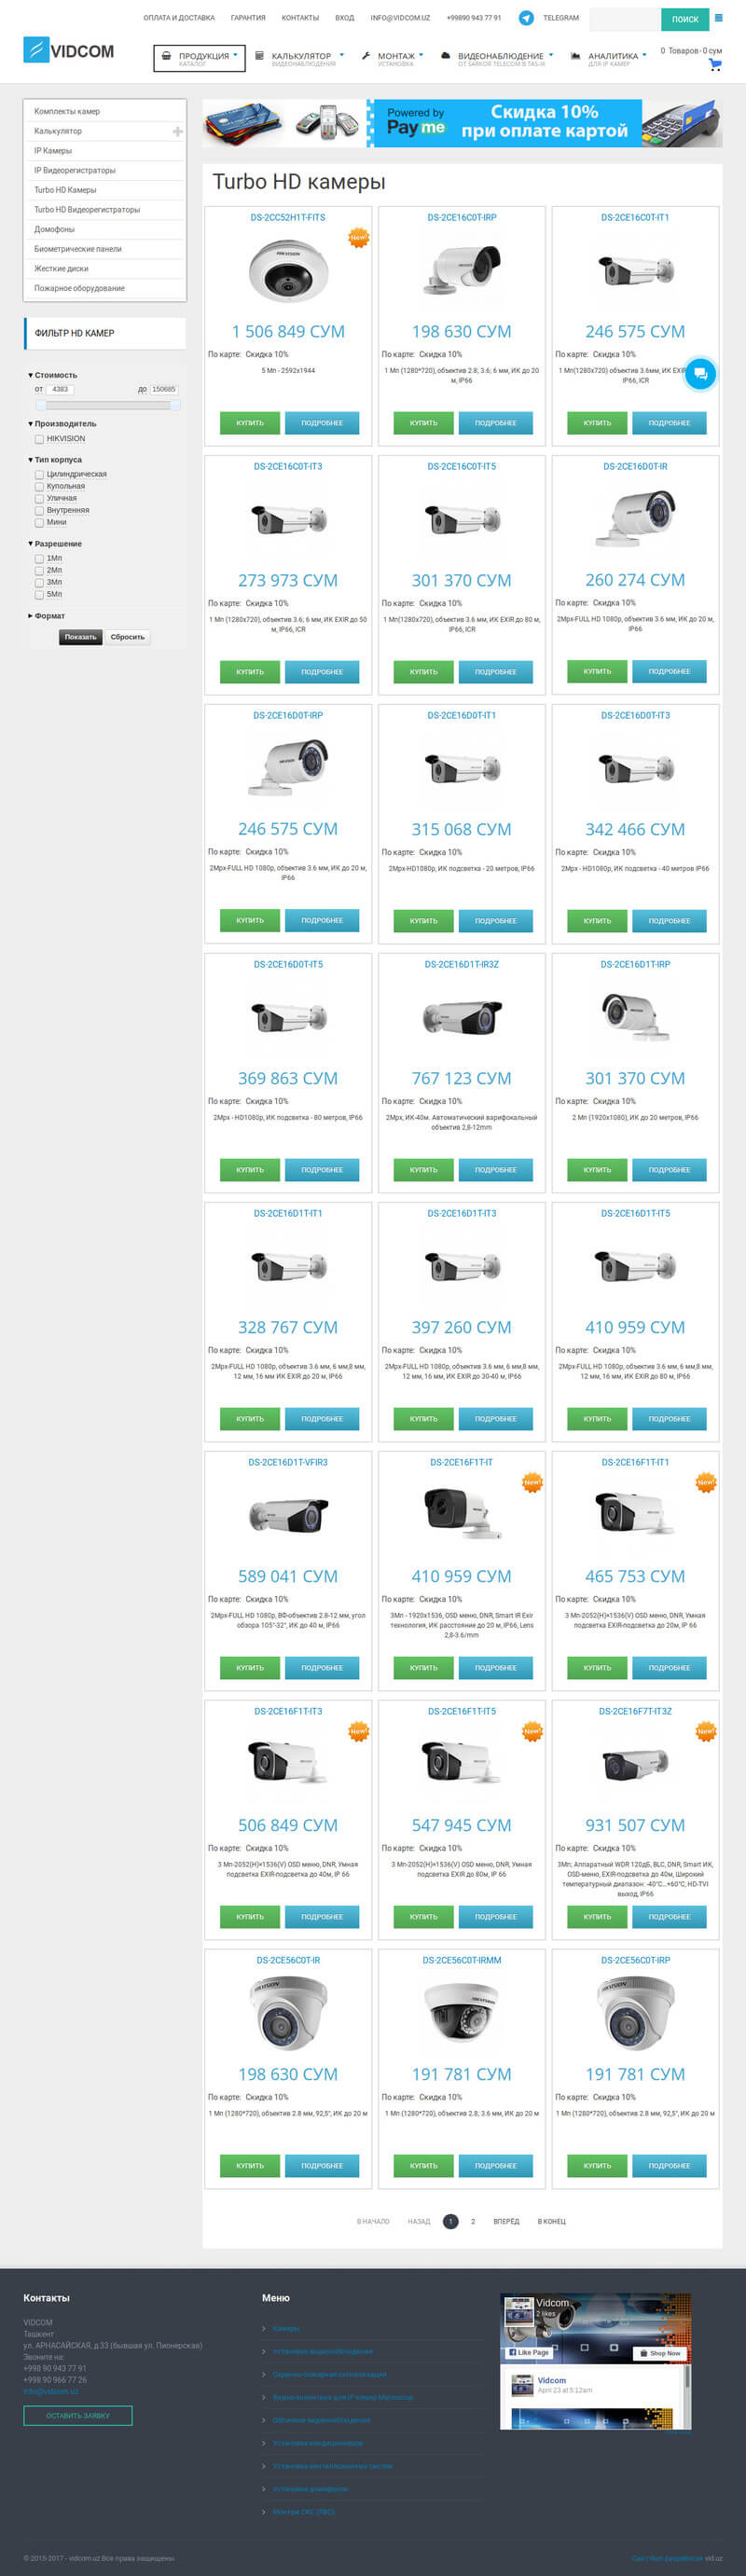 ОПЛАТА И ДОСТАВКА ГАРАНТИЯ КОНТАКТЫ ВХОД INFO@VIDCOM.UZ +99890 943 77 91 TELEGRAM ПОИСК
VIDCOM
ПРОДУКЦИЯ КАЛЬКУЛЯТОР МОНТАЖ ВИДЕОНАБЛЮДЕНИЕ АНАЛИТИКА
КАТАЛОГ ВИДЕОНАБЛЮДЕНИЯ УСТАНОВКА ОТ SARKOR TELECOM В TAS-IX ДЛЯ IP КАМЕР
0 Товаров - 0 сум
Комплекты камер
Калькулятор
IP Камеры
IP Видеорегистраторы
Turbo HD Камеры
Turbo HD Видеорегистраторы
Домофоны
Биометрические панели
Жесткие диски
Пожарное оборудование
ФИЛЬТР HD КАМЕР
Стоимость
от 4383 до 150685
Производитель
HIKVISION
Тип корпуса
Цилиндрическая
Купольная
Уличная
Внутренняя
Мини
Разрешение
1Мп
2Мп
3Мп
5Мп
Формат
Показать Сбросить
Powered by
Payme
Скидка 10%
при оплате картой
Turbo HD камеры
DS-2CC52H1T-FITS
New!
1 506 849 СУМ
По карте: Скидка 10%
5 Мп - 2592x1944
КУПИТЬ ПОДРОБНЕЕ
DS-2CE16C0T-IRP
198 630 СУМ
По карте: Скидка 10%
1 Мп (1280*720), объектив 2.8; 3.6; 6 мм, ИК до 20
м, IP66
КУПИТЬ ПОДРОБНЕЕ
DS-2CE16C0T-IT1
246 575 СУМ
По карте: Скидка 10%
1 Мп(1280x720), объектив 3.6мм, ИК
IP66, ICR
КУПИТЬ ПОДРОБНЕЕ
DS-2CE16C0T-IT3
273 973 СУМ
По карте: Скидка 10%
1 Мп (1280x720), объектив 3.6; 6 мм, ИК EXIR до 50
м, IP66, ICR
КУПИТЬ ПОДРОБНЕЕ
DS-2CE16C0T-IT5
301 370 СУМ
По карте: Скидка 10%
1 Мп(1280x720), объектив 3.6 мм, ИК EXIR до 80 м,
IP66, ICR
КУПИТЬ ПОДРОБНЕЕ
DS-2CE16D0T-IR
260 274 СУМ
По карте: Скидка 10%
2Mpx-FULL HD 1080p, объектив 3.6 мм, ИК до 20 м,
IP66
КУПИТЬ ПОДРОБНЕЕ
DS-2CE16D0T-IRP
246 575 СУМ
По карте: Скидка 10%
2Mpx-FULL HD 1080p, объектив 3.6 мм, ИК до 20 м,
IP66
КУПИТЬ ПОДРОБНЕЕ
DS-2CE16D0T-IT1
315 068 СУМ
По карте: Скидка 10%
2Mpx-HD1080p, ИК подсветка - 20 метров, IP66
КУПИТЬ ПОДРОБНЕЕ
DS-2CE16D0T-IT3
342 466 СУМ
По карте: Скидка 10%
2Mpx - HD1080p, ИК подсветка - 40 метров IP66
КУПИТЬ ПОДРОБНЕЕ
DS-2CE16D0T-IT5
369 863 СУМ
По карте: Скидка 10%
2Mpx - HD1080p, ИК подсветка - 80 метров, IP66
КУПИТЬ ПОДРОБНЕЕ
DS-2CE16D1T-IR3Z
767 123 СУМ
По карте: Скидка 10%
2Mpx, ИК-40м. Автоматический варифокальный
объектив 2,8-12mm
КУПИТЬ ПОДРОБНЕЕ
DS-2CE16D1T-IRP
301 370 СУМ
По карте: Скидка 10%
2 Мп (1920x1080), ИК до 20 метров, IP66
КУПИТЬ ПОДРОБНЕЕ
DS-2CE16D1T-IT1
328 767 СУМ
По карте: Скидка 10%
2Mpx-FULL HD 1080p, объектив 3.6 мм, 6 мм,8 мм,
12 мм, 16 мм ИК EXIR до 20 м, IP66
КУПИТЬ ПОДРОБНЕЕ
DS-2CE16D1T-IT3
397 260 СУМ
По карте: Скидка 10%
2Mpx-FULL HD 1080p, объектив 3.6 мм, 6 мм,8 мм,
12 мм, 16 мм, ИК EXIR до 30-40 м, IP66
КУПИТЬ ПОДРОБНЕЕ
DS-2CE16D1T-IT5
410 959 СУМ
По карте: Скидка 10%
2Mpx-FULL HD 1080p, объектив 3.6 мм, 6 мм,8 мм,
12 мм, 16 мм, ИК EXIR до 80 м, IP66
КУПИТЬ ПОДРОБНЕЕ
DS-2CE16D1T-VFIR3
589 041 СУМ
По карте: Скидка 10%
2Mpx-FULL HD 1080p, ВФ-объектив 2.8-12 мм, угол
обзора 105°-32°, ИК до 40 м, IP66
КУПИТЬ ПОДРОБНЕЕ
DS-2CE16F1T-IT
New!
410 959 СУМ
По карте: Скидка 10%
3Мп - 1920x1536, OSD меню, DNR, Smart IR Exir
технология, ИК расстояние до 20 м, IP66, Lens
2,8-3.6/mm
КУПИТЬ ПОДРОБНЕЕ
DS-2CE16F1T-IT1
New!
465 753 СУМ
По карте: Скидка 10%
3 Мп-2052(H)×1536(V) OSD меню, DNR, Умная
подсветка EXIR-подсветка до 20м, IP 66
КУПИТЬ ПОДРОБНЕЕ
DS-2CE16F1T-IT3
New!
506 849 СУМ
По карте: Скидка 10%
3 Мп-2052(H)×1536(V) OSD меню, DNR, Умная
подсветка EXIR-подсветка до 40м, IP 66
КУПИТЬ ПОДРОБНЕЕ
DS-2CE16F1T-IT5
New!
547 945 СУМ
По карте: Скидка 10%
3 Мп-2052(H)×1536(V) OSD меню, DNR, Умная
подсветка EXIR до 80м, IP 66
КУПИТЬ ПОДРОБНЕЕ
DS-2CE16F7T-IT3Z
New!
931 507 СУМ
По карте: Скидка 10%
3Мп; Аппаратный WDR 120дБ, BLC, DNR, Smart ИК,
OSD-меню, EXIR-подсветка до 40м, Широкий
температурный диапазон: -40°C...+60°C, HD-TVI
выход, IP66
КУПИТЬ ПОДРОБНЕЕ
DS-2CE56C0T-IR
198 630 СУМ
По карте: Скидка 10%
1 Мп (1280*720), объектив 2.8 мм, 92,5°, ИК до 20 м
КУПИТЬ ПОДРОБНЕЕ
DS-2CE56C0T-IRMM
191 781 СУМ
По карте: Скидка 10%
1 Мп (1280*720), объектив 2.8; 3.6 мм, ИК до 20 м
КУПИТЬ ПОДРОБНЕЕ
DS-2CE56C0T-IRP
191 781 СУМ
По карте: Скидка 10%
1 Мп (1280*720), объектив 2.8 мм, 92,5°, ИК до 20 м
КУПИТЬ ПОДРОБНЕЕ
В НАЧАЛО НАЗАД 1 2 ВПЕРЁД В КОНЕЦ
Контакты
VIDCOM
Ташкент
ул. АРНАСАЙСКАЯ, д 33 (бывшая ул. Пионерская)
Звоните на:
+998 90 943 77 91
+998 90 966 77 26
info@vidcom.uz
ОСТАВИТЬ ЗАЯВКУ
Меню
Камеры
Установка видеонаблюдения
Охранно-пожарная сигнализация
Видео-аналитика для IP камер Macroscop
Облачное видеонаблюдение
Установка кондиционеров
Установка вентиляционных систем
Установка домофонов
Монтаж СКС (ЛВС)
Vidcom
2 likes
Like Page Shop Now
Vidcom
April 23 at 5:12am
© 2015-2017 - vidcom.uz Все права защищены.
Сайт был разработан vid.uz